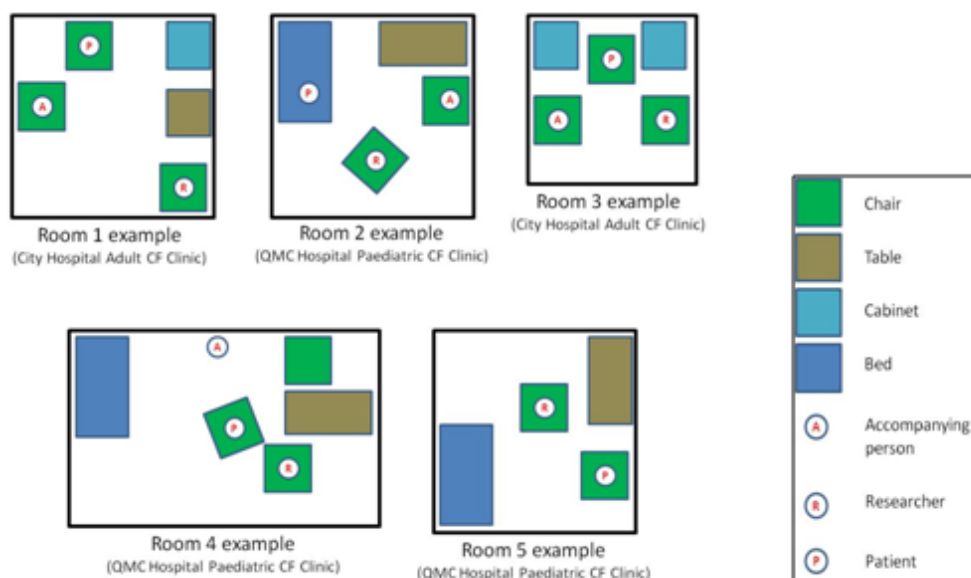 P
A
R
Room 1 example
(City Hospital Adult CF Clinic)
P
A
R
Room 2 example
(QMC Hospital Paediatric CF Clinic)
P
A
R
Room 3 example
(City Hospital Adult CF Clinic)
A
P
R
Room 4 example
(QMC Hospital Paediatric CF Clinic)
R
P
Room 5 example
(QMC Hospital Paediatric CF Clinic)
Chair
Table
Cabinet
Bed
A Accompanying
person
R Researcher
P Patient